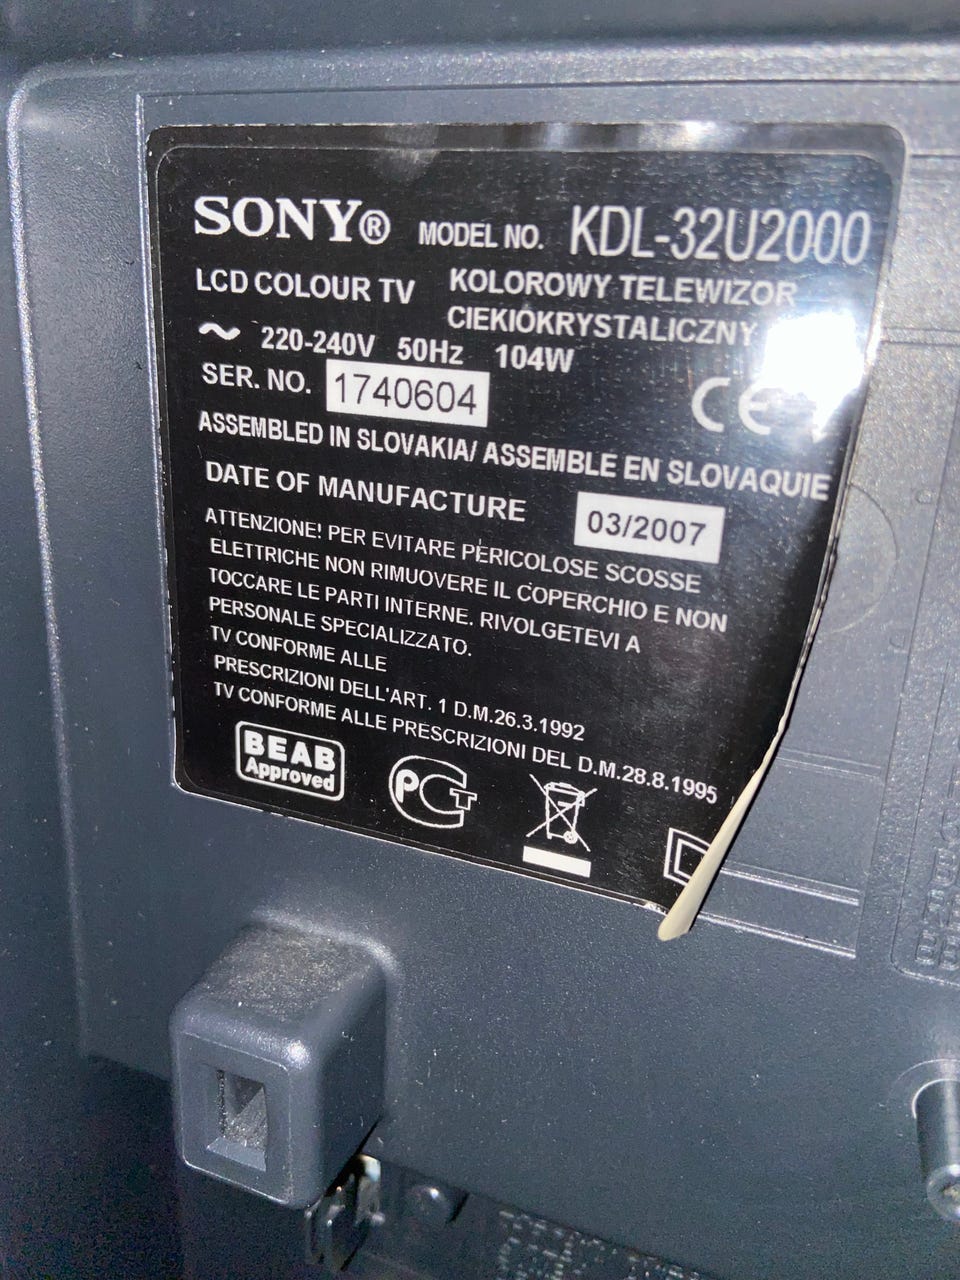 SONY® MODEL NO. KDL-32U2000
LCD COLOUR TV KOLOROWY TELEWIZOR
CIEKIOKRYSTALICZNY
~ 220-240V 50Hz 104W
SER. NO. 1740604
CE
ASSEMBLED IN SLOVAKIA/ ASSEMBLE EN SLOVAQUIE
DATE OF MANUFACTURE 03/2007
ATTENZIONE! PER EVITARE PERICOLOSE SCOSSE
ELETTRICHE NON RIMUOVERE IL COPERCHIO E NON
TOCCARE LE PARTI INTERNE. RIVOLGETEVI A
PERSONALE SPECIALIZZATO.
TV CONFORME ALLE
PRESCRIZIONI DELL'ART. 1 D.M.26.3.1992
TV CONFORME ALLE PRESCRIZIONI DEL D.M.28.8.1995
BEAB
Approved
PCT